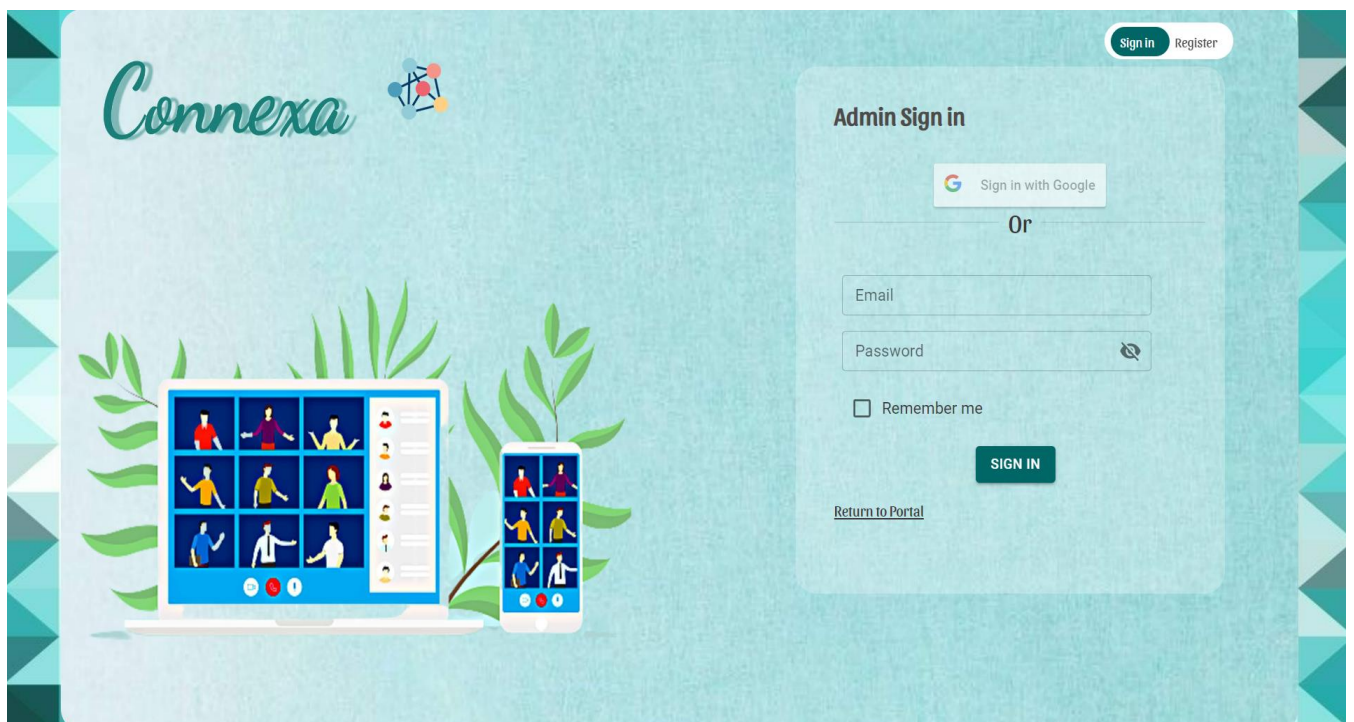 Connexa
Sign in Register
Admin Sign in
Sign in with Google
Or
Email
Password
Remember me
SIGN IN
Return to Portal